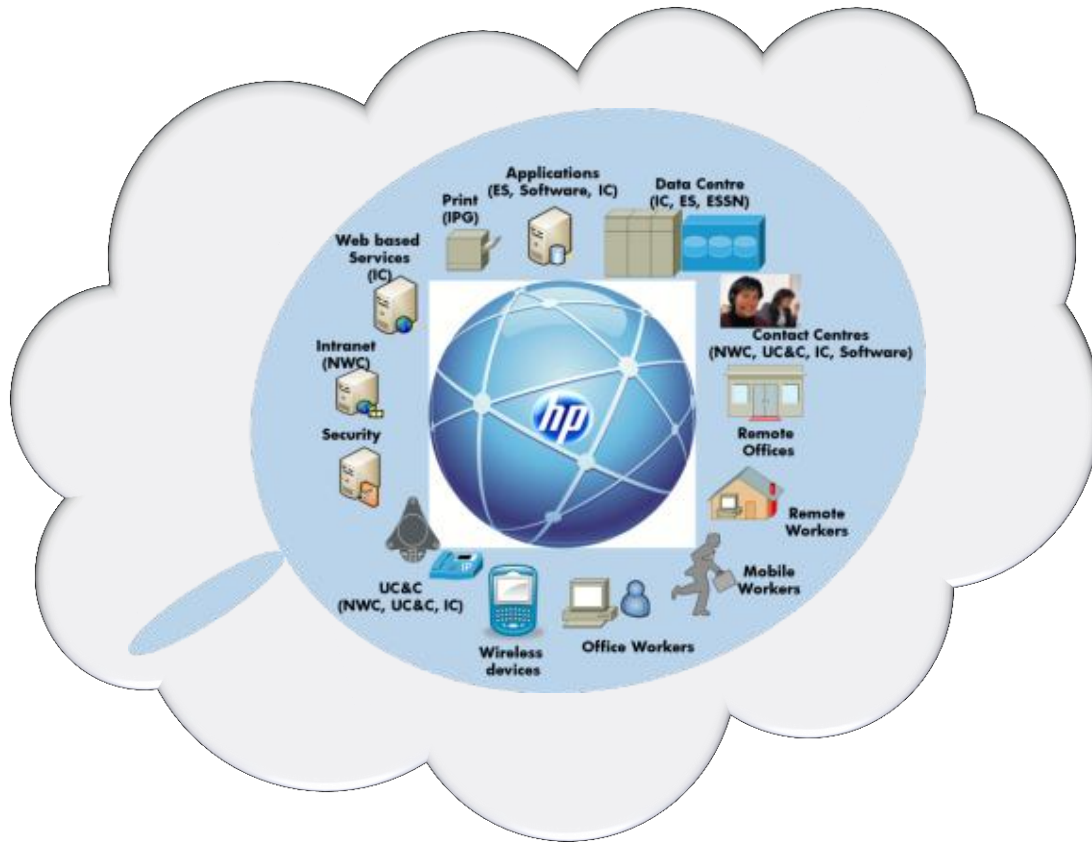 Applications
(ES, Software, IC)
Data Centre
(IC, ES, ESSN)
Print
(IPG)
Web based
Services
(IC)
Contact Centres
(NWC, UC&C, IC, Software)
Intranet
(NWC)
hp
Security
Remote
Offices
Remote
Workers
IP
UC&C
(NWC, UC&C, IC)
Mobile
Workers
Wireless
devices
Office Workers